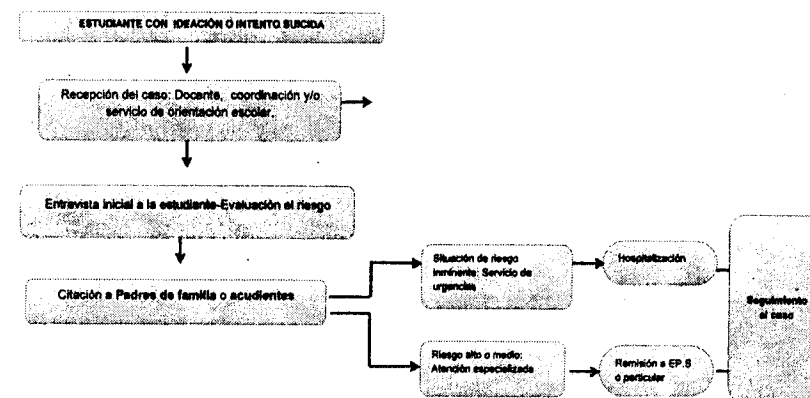 ESTUDIANTE CON IDEACIÓN O INTENTO SUICIDA
Recepción del caso: Docente, coordinación y/o
servicio de orientación escolar.
Entrevista inicial a la estudiante-Evaluación el riesgo
Citación a Padres de familia o acudientes
Situación de riesgo
inminente: Servicio de
urgencias
Hospitalización
Riesgo alto o medio:
Atención especializada
Remisión a EP.S
o particular
Seguimiento
al caso